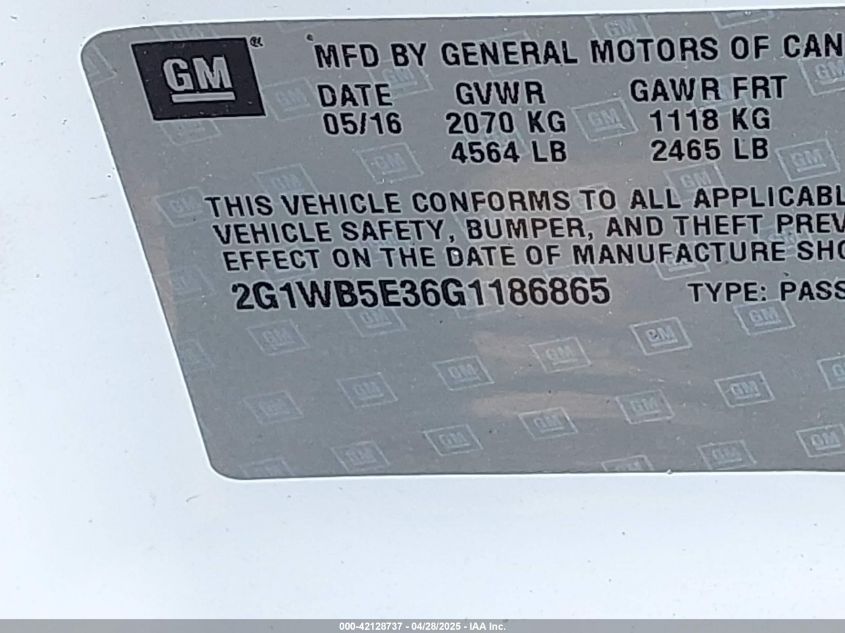 GM
MFD BY GENERAL MOTORS OF CAN
DATE GVWR GAWR FRT
05/16 2070 KG 1118 KG
4564 LB 2465 LB
THIS VEHICLE CONFORMS TO ALL APPLICABL
VEHICLE SAFETY, BUMPER, AND THEFT PREV
EFFECT ON THE DATE OF MANUFACTURE SHO
2G1WB5E36G1186865 TYPE: PASS
000-42128737 - 04/28/2025 - IAA Inc.